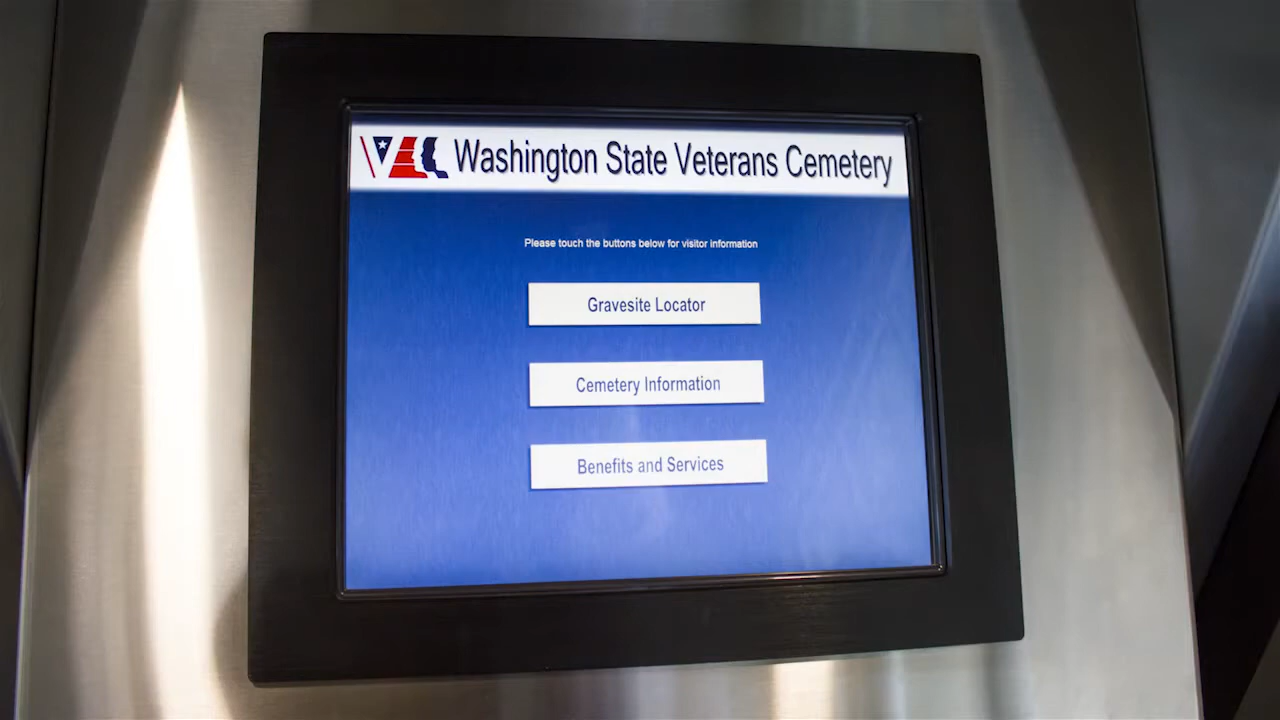 Washington State Veterans Cemetery
Please touch the buttons below for visitor information
Gravesite Locator
Cemetery Information
Benefits and Services